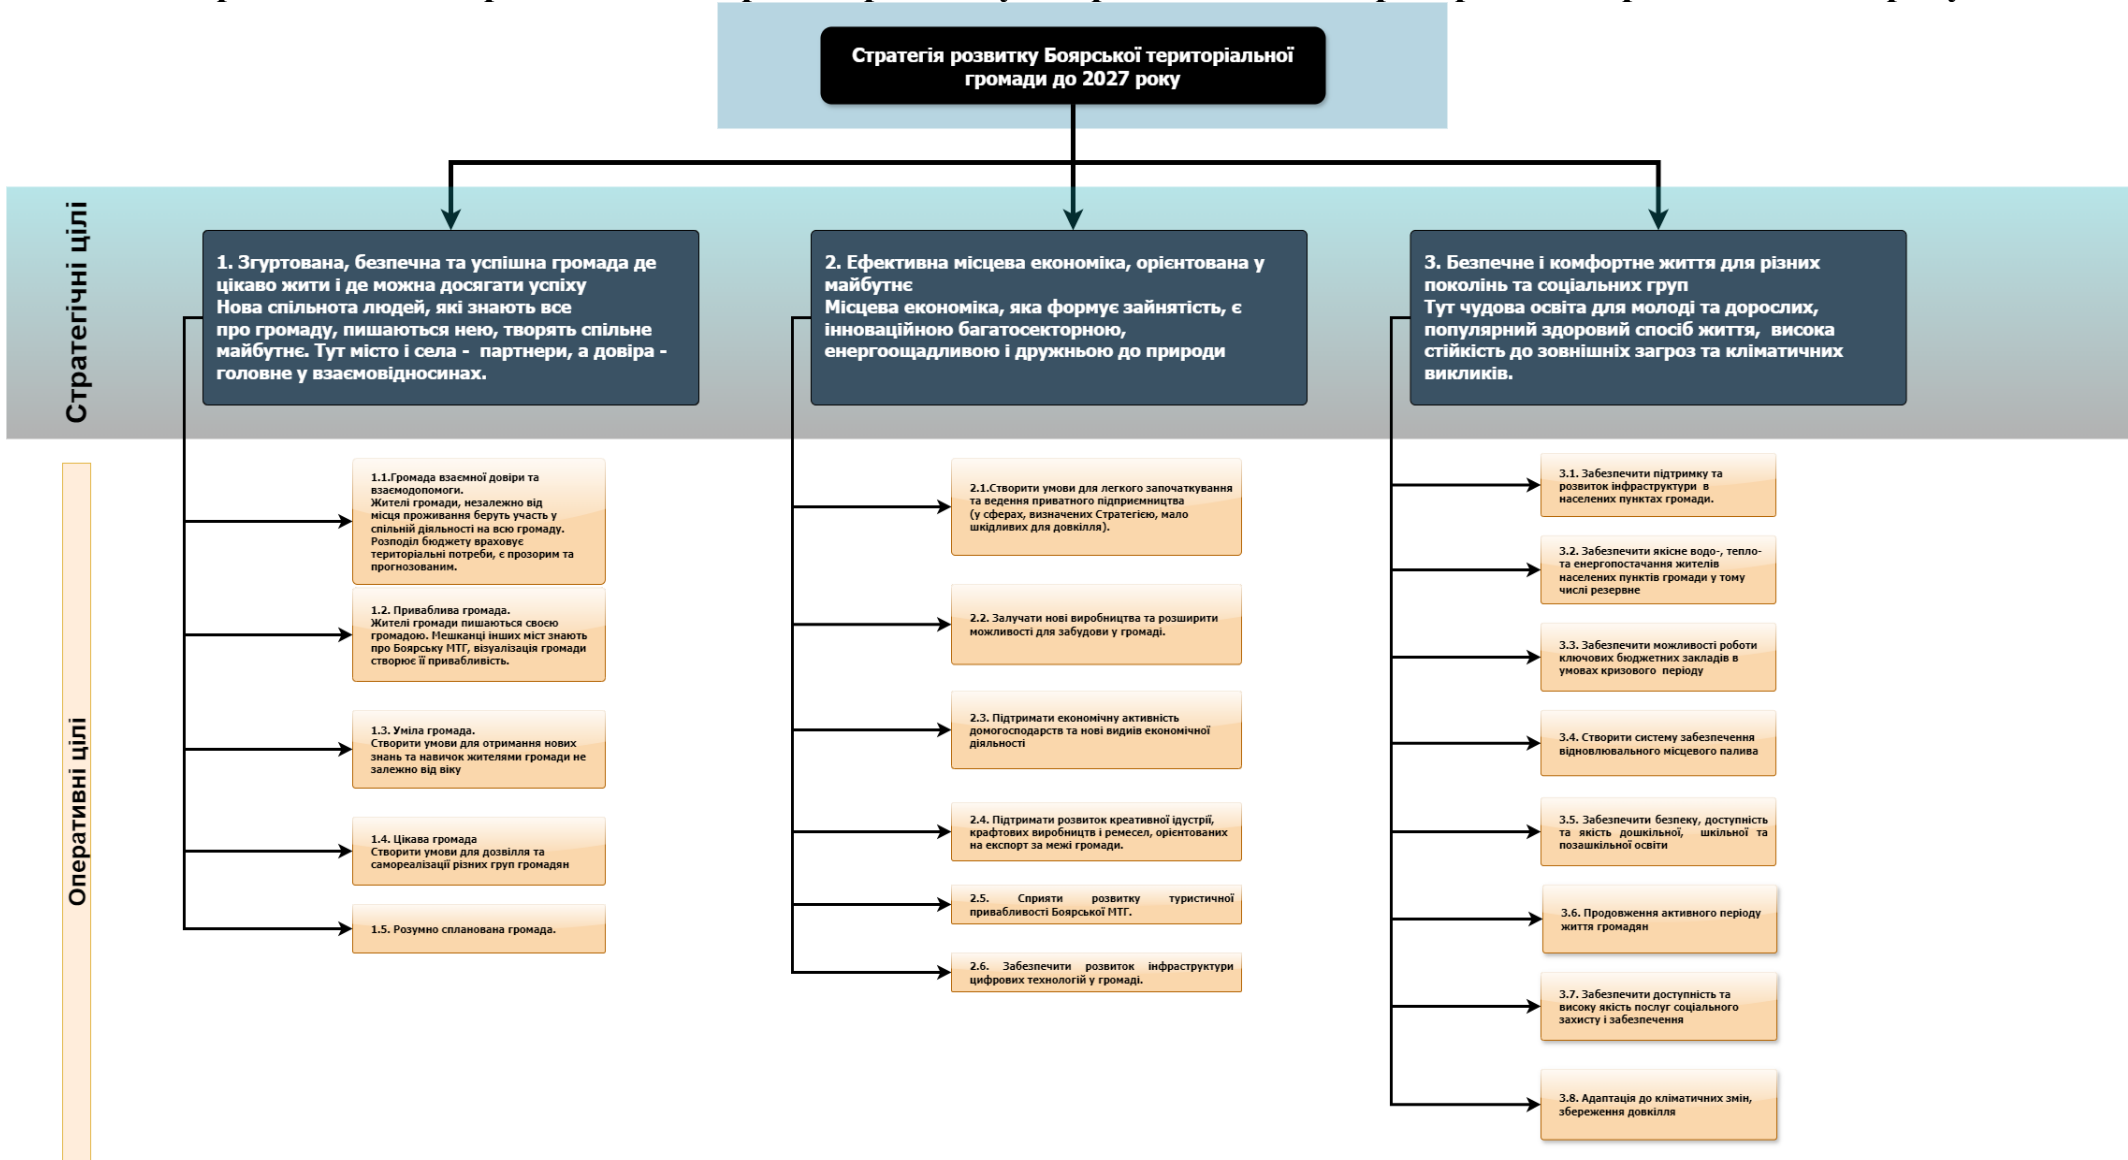 Стратегія розвитку Боярської територіальної
громади до 2027 року
Стратегічні цілі
1. Згуртована, безпечна та успішна громада де
цікаво жити і де можна досягати успіху
Нова спільнота людей, які знають все
про громаду, пишаються нею, творять спільне
майбутнє. Тут місто і села - партнери, а довіра -
головне у взаємовідносинах.
2. Ефективна місцева економіка, орієнтована у
майбутнє
Місцева економіка, яка формує зайнятість, є
інноваційною багатосекторною,
енергоощадливою і дружньою до природи
3. Безпечне і комфортне життя для різних
поколінь та соціальних груп
Тут чудова освіта для молоді та дорослих,
популярний здоровий спосіб життя, висока
стійкість до зовнішніх загроз та кліматичних
викликів.
Оперативні цілі
1.1.Громада взаємної довіри та
взаємодопомоги.
Жителі громади, незалежно від
місця проживання беруть участь у
спільній діяльності на всю громаду.
Розподіл бюджету враховує
територіальні потреби, є прозорим та
прогнозованим.
1.2. Приваблива громада.
Жителі громади пишаються своєю
громадою. Мешканці інших міст знають
про Боярську МТГ, візуалізація громади
створює її привабливість.
1.3. Уміла громада.
Створити умови для отримання нових
знань та навичок жителями громади не
залежно від віку
1.4. Цікава громада
Створити умови для дозвілля та
самореалізації різних груп громадян
1.5. Розумно спланована громада.
2.1.Створити умови для легкого започаткування
та ведення приватного підприємництва
(у сферах, визначених Стратегією, мало
шкідливих для довкілля).
2.2. Залучати нові виробництва та розширити
можливості для забудови у громаді.
2.3. Підтримати економічну активність
домогосподарств та нові видиів економічної
діяльності
2.4. Підтримати розвиток креативної ідустрії,
крафтових виробництв і ремесел, орієнтованих
на експорт за межі громади.
2.5. Сприяти розвитку туристичної
привабливості Боярської МТГ.
2.6. Забезпечити розвиток інфраструктури
цифрових технологій у громаді.
3.1. Забезпечити підтримку та
розвиток інфраструктури в
населених пунктах громади.
3.2. Забезпечити якісне водо-, тепло-
та енергопостачання жителів
населених пунктів громади у тому
числі резервне
3.3. Забезпечити можливості роботи
ключових бюджетних закладів в
умовах кризового періоду
3.4. Створити систему забезпечення
відновлювального місцевого палива
3.5. Забезпечити безпеку, доступність
та якість дошкільної, шкільної та
позашкільної освіти
3.6. Продовження активного періоду
життя громадян
3.7. Забезпечити доступність та
високу якість послуг соціального
захисту і забезпечення
3.8. Адаптація до кліматичних змін,
збереження довкілля